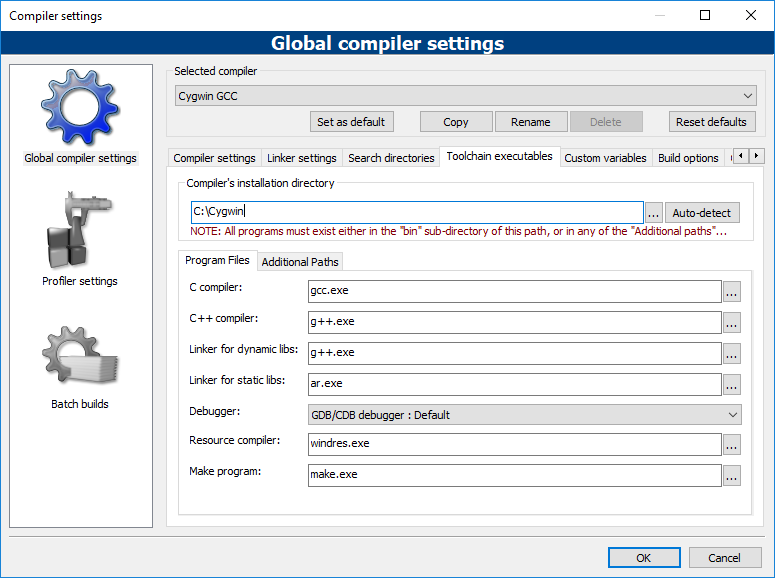 Compiler settings
Global compiler settings
Global compiler settings
Profiler settings
Batch builds
Selected compiler
Cygwin GCC
Set as default Copy Rename Delete Reset defaults
Compiler settings Linker settings Search directories Toolchain executables Custom variables Build options
Compiler's installation directory
C:\Cygwin ... Auto-detect
NOTE: All programs must exist either in the "bin" sub-directory of this path, or in any of the "Additional paths"...
Program Files Additional Paths
C compiler: gcc.exe ...
C++ compiler: g++.exe ...
Linker for dynamic libs: g++.exe ...
Linker for static libs: ar.exe ...
Debugger: GDB/CDB debugger : Default
Resource compiler: windres.exe ...
Make program: make.exe ...
OK Cancel